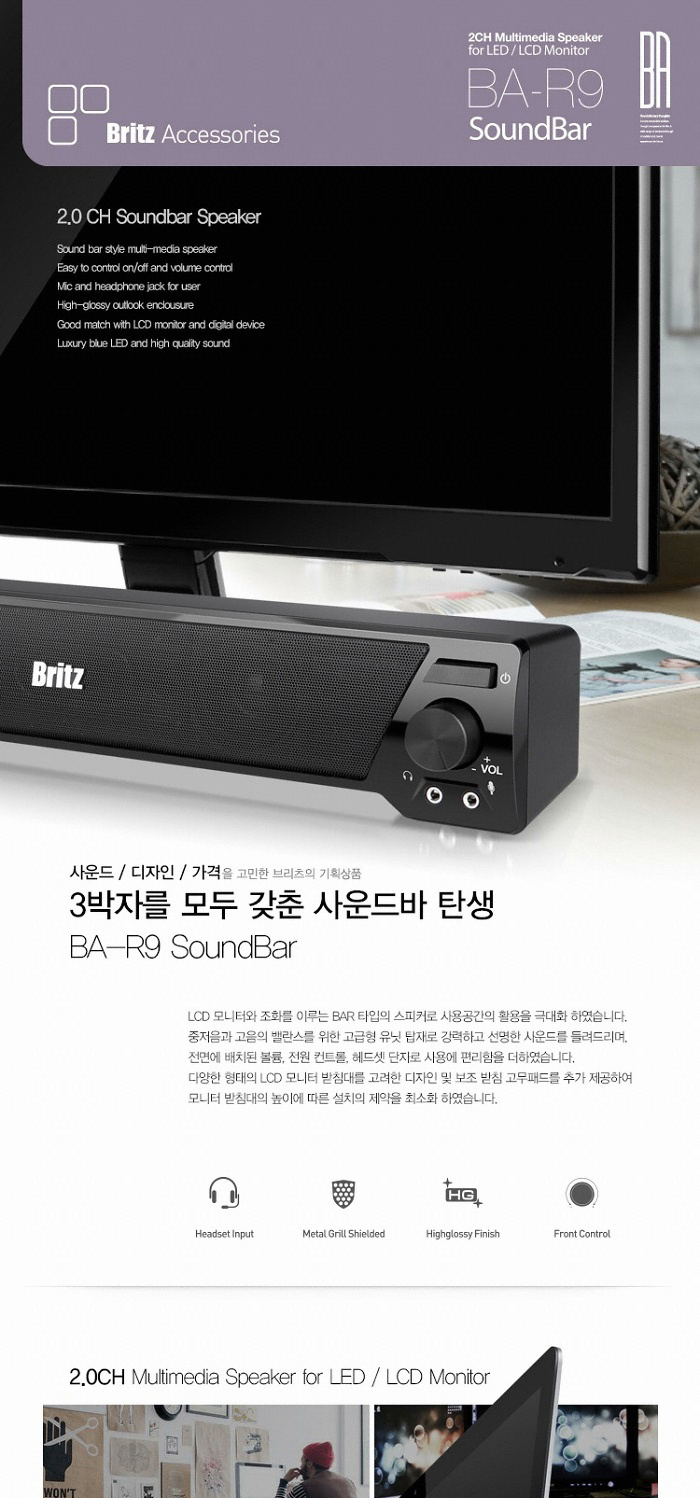 2CH Multimedia Speaker
for LED / LCD Monitor
BA-R9
SoundBar
BA
Britz Accessories
2.0 CH Soundbar Speaker
Sound bar style multi-media speaker
Easy to control on/off and volume control
Mic and headphone jack for user
High-glossy outlook enclousure
Good match with LCD monitor and digital device
Luxury blue LED and high quality sound
Britz
+
- VOL
사운드 / 디자인 / 가격을 고민한 브리츠의 기획상품
3박자를 모두 갖춘 사운드바 탄생
BA-R9 SoundBar
LCD 모니터와 조화를 이루는 BAR 타입의 스피커로 사용공간의 활용을 극대화 하였습니다.
중저음과 고음의 밸런스를 위한 고급형 유닛 탑재로 강력하고 선명한 사운드를 들려드리며,
전면에 배치된 볼륨, 전원 컨트롤, 헤드셋 단자로 사용에 편리함을 더하였습니다.
다양한 형태의 LCD 모니터 받침대를 고려한 디자인 및 보조 받침 고무패드를 추가 제공하여
모니터 받침대의 높이에 따른 설치의 제약을 최소화 하였습니다.
HG
Headset Input
Metal Grill Shielded
Highglossy Finish
Front Control
2.0CH Multimedia Speaker for LED / LCD Monitor
WON'T